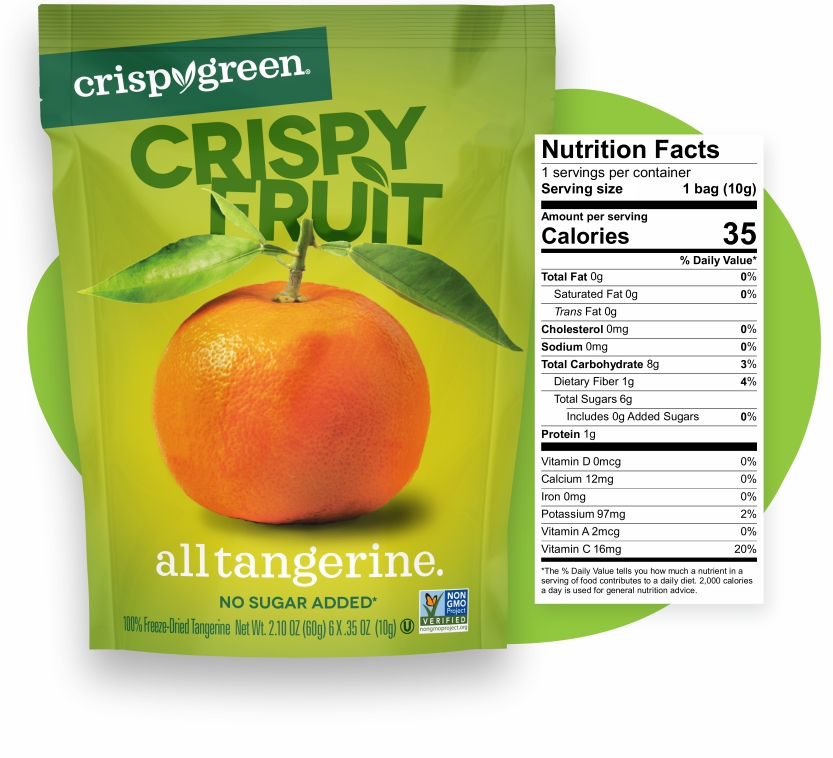 crispygreen®
CRISPY
FRUIT
all tangerine.
NO SUGAR ADDED*
100% Freeze-Dried Tangerine Net Wt. 2.10 OZ (60g) 6 X .35 OZ (10g) U
NON
GMO
Project
VERIFIED
nongmoproject.org
Nutrition Facts
1 servings per container
Serving size 1 bag (10g)
Amount per serving
Calories 35
% Daily Value*
Total Fat 0g 0%
Saturated Fat 0g 0%
Trans Fat 0g
Cholesterol 0mg 0%
Sodium 0mg 0%
Total Carbohydrate 8g 3%
Dietary Fiber 1g 4%
Total Sugars 6g
Includes 0g Added Sugars 0%
Protein 1g
Vitamin D 0mcg 0%
Calcium 12mg 0%
Iron 0mg 0%
Potassium 97mg 2%
Vitamin A 2mcg 0%
Vitamin C 16mg 20%
*The % Daily Value tells you how much a nutrient in a
serving of food contributes to a daily diet. 2,000 calories
a day is used for general nutrition advice.